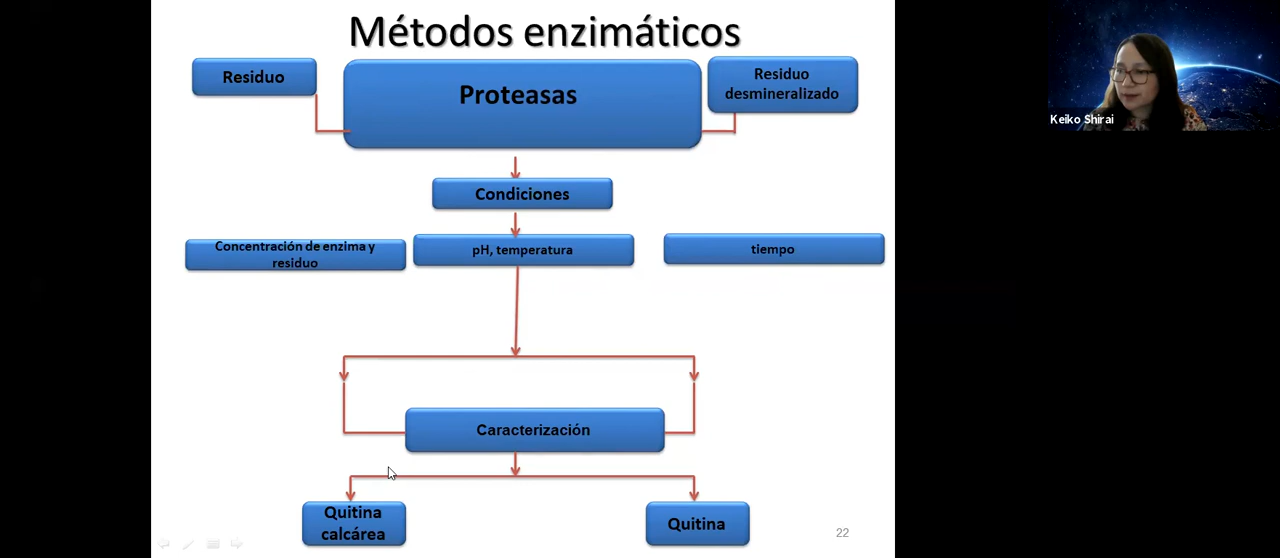 Métodos enzimáticos
Residuo
Proteasas
Residuo
desmineralizado
Keiko Shirai
Condiciones
Concentración de enzima y
residuo
pH, temperatura
tiempo
Caracterización
Quitina
calcárea
Quitina
22